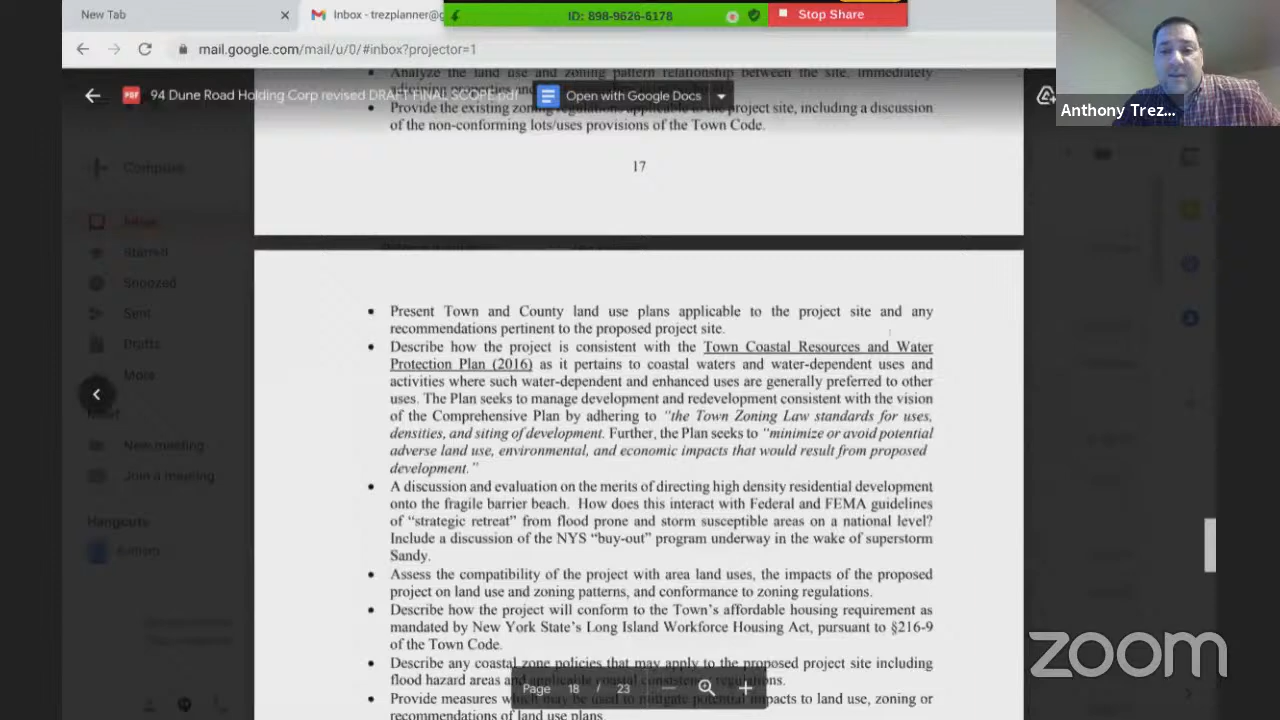 New Tab
Inbox - trezplanner@g
ID: 898-9626-6178
Stop Share
mail.google.com/mail/u/0/#inbox?projector=1
94 Dune Road Holding Corp revised DRAFT FINAL SCOPE.pdf
Open with Google Docs
Anthony Trez...
Compose
Inbox
Starred
Snoozed
Sent
Drafts
More
Meet
New meeting
Join a meeting
Hangouts
• Analyze the land use and zoning pattern relationship between the site, immediately
• Provide the existing zoning regulations applicable to the project site, including a discussion
of the non-conforming lots/uses provisions of the Town Code.
17
• Present Town and County land use plans applicable to the project site and any
recommendations pertinent to the proposed project site.
• Describe how the project is consistent with the Town Coastal Resources and Water
Protection Plan (2016) as it pertains to coastal waters and water-dependent uses and
activities where such water-dependent and enhanced uses are generally preferred to other
uses. The Plan seeks to manage development and redevelopment consistent with the vision
of the Comprehensive Plan by adhering to "the Town Zoning Law standards for uses,
densities, and siting of development. Further, the Plan seeks to "minimize or avoid potential
adverse land use, environmental, and economic impacts that would result from proposed
development."
• A discussion and evaluation on the merits of directing high density residential development
onto the fragile barrier beach. How does this interact with Federal and FEMA guidelines
of "strategic retreat" from flood prone and storm susceptible areas on a national level?
Include a discussion of the NYS "buy-out" program underway in the wake of superstorm
Sandy.
• Assess the compatibility of the project with area land uses, the impacts of the proposed
project on land use and zoning patterns, and conformance to zoning regulations.
• Describe how the project will conform to the Town's affordable housing requirement as
mandated by New York State's Long Island Workforce Housing Act, pursuant to §216-9
of the Town Code.
• Describe any coastal zone policies that may apply to the proposed project site including
flood hazard areas and applicable coastal consistency regulations.
• Provide measures which may be used to mitigate potential impacts to land use, zoning or
recommendations of land use plans.
Page 18 / 23
zoom